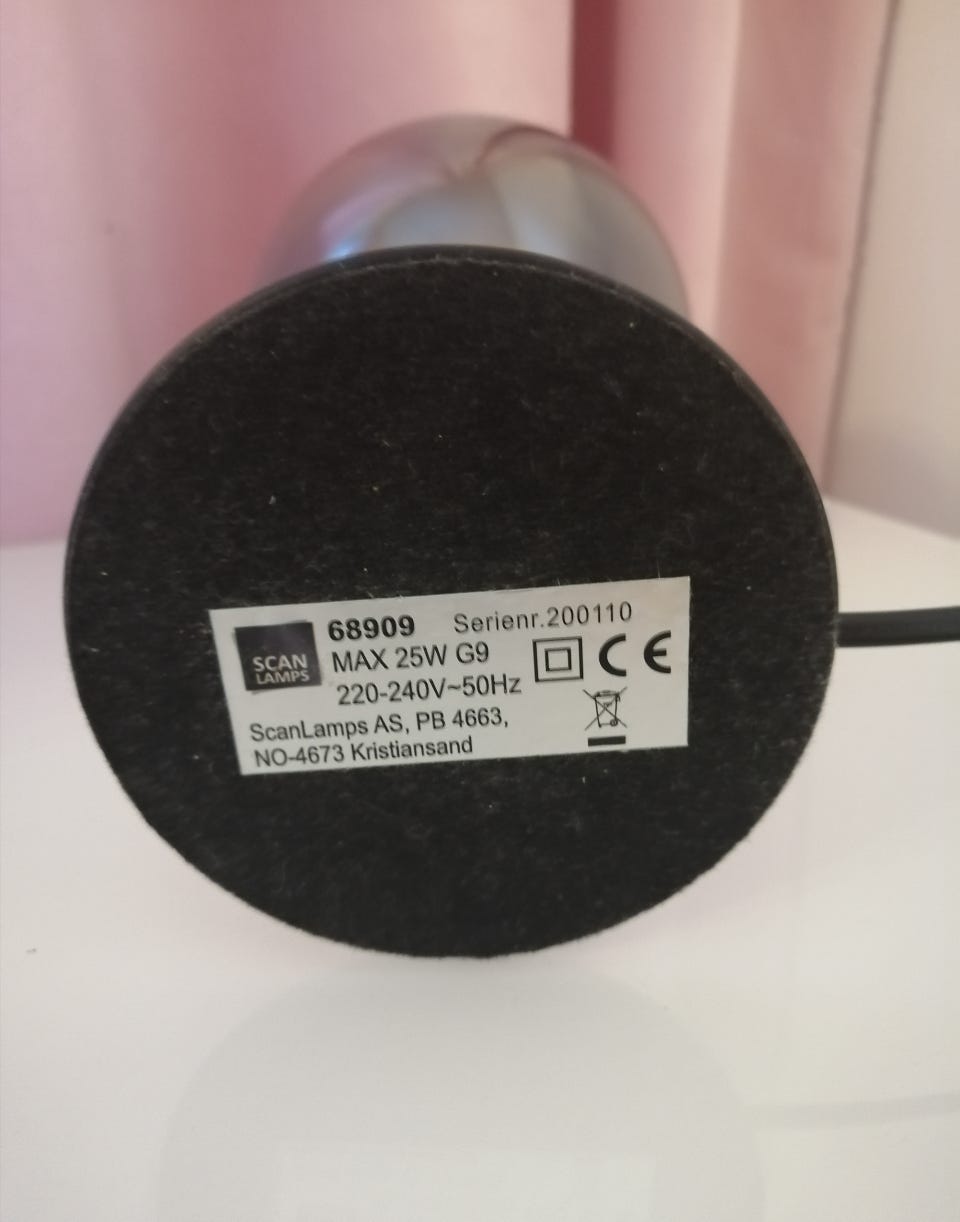 SCAN
LAMPS
68909 Serienr.200110
MAX 25W G9
220-240V~50Hz
CE
ScanLamps AS, PB 4663,
NO-4673 Kristiansand